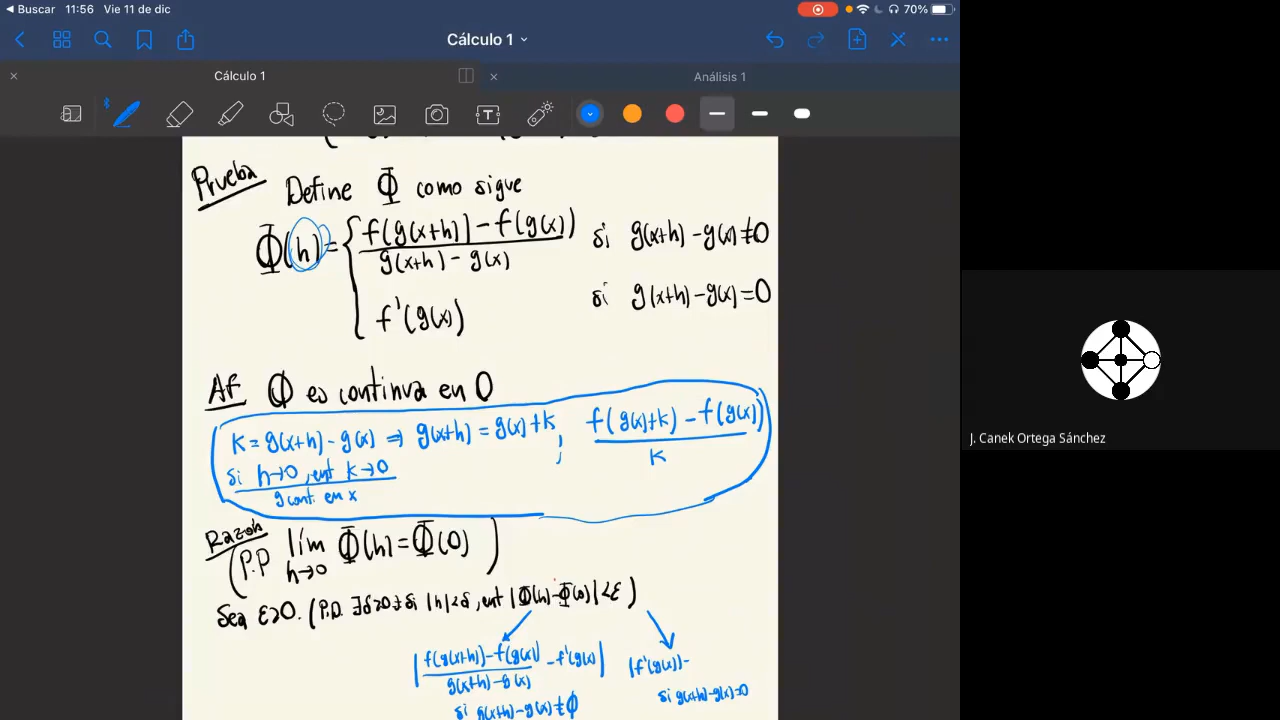 Buscar 11:56 Vie 11 de dic 70%
Cálculo 1
Cálculo 1 Análisis 1
Prueba Define Φ como sigue
Φ(h) = { f(g(x+h)) - f(g(x)) / g(x+h) - g(x) si g(x+h) - g(x) ≠ 0
f'(g(x)) si g(x+h) - g(x) = 0
Af Φ es continua en 0
K = g(x+h) - g(x) ⇒ g(x+h) = g(x) + k ; f(g(x)+k) - f(g(x)) / K
si h→0, ent k→0
g cont. en x
Razón
(P.P lím h→0 Φ(h) = Φ(0) )
Sea ε>0. (P.D. ∃δ>0 ∓ si |h|<δ, ent |Φ(h) - Φ(0)|<ε)
| f(g(x+h)) - f(g(x)) / g(x+h) - g(x) - f'(g(x)) | |f'(g(x)) -
si g(x+h) - g(x) ≠ 0 si g(x+h) - g(x) = 0
J. Canek Ortega Sánchez